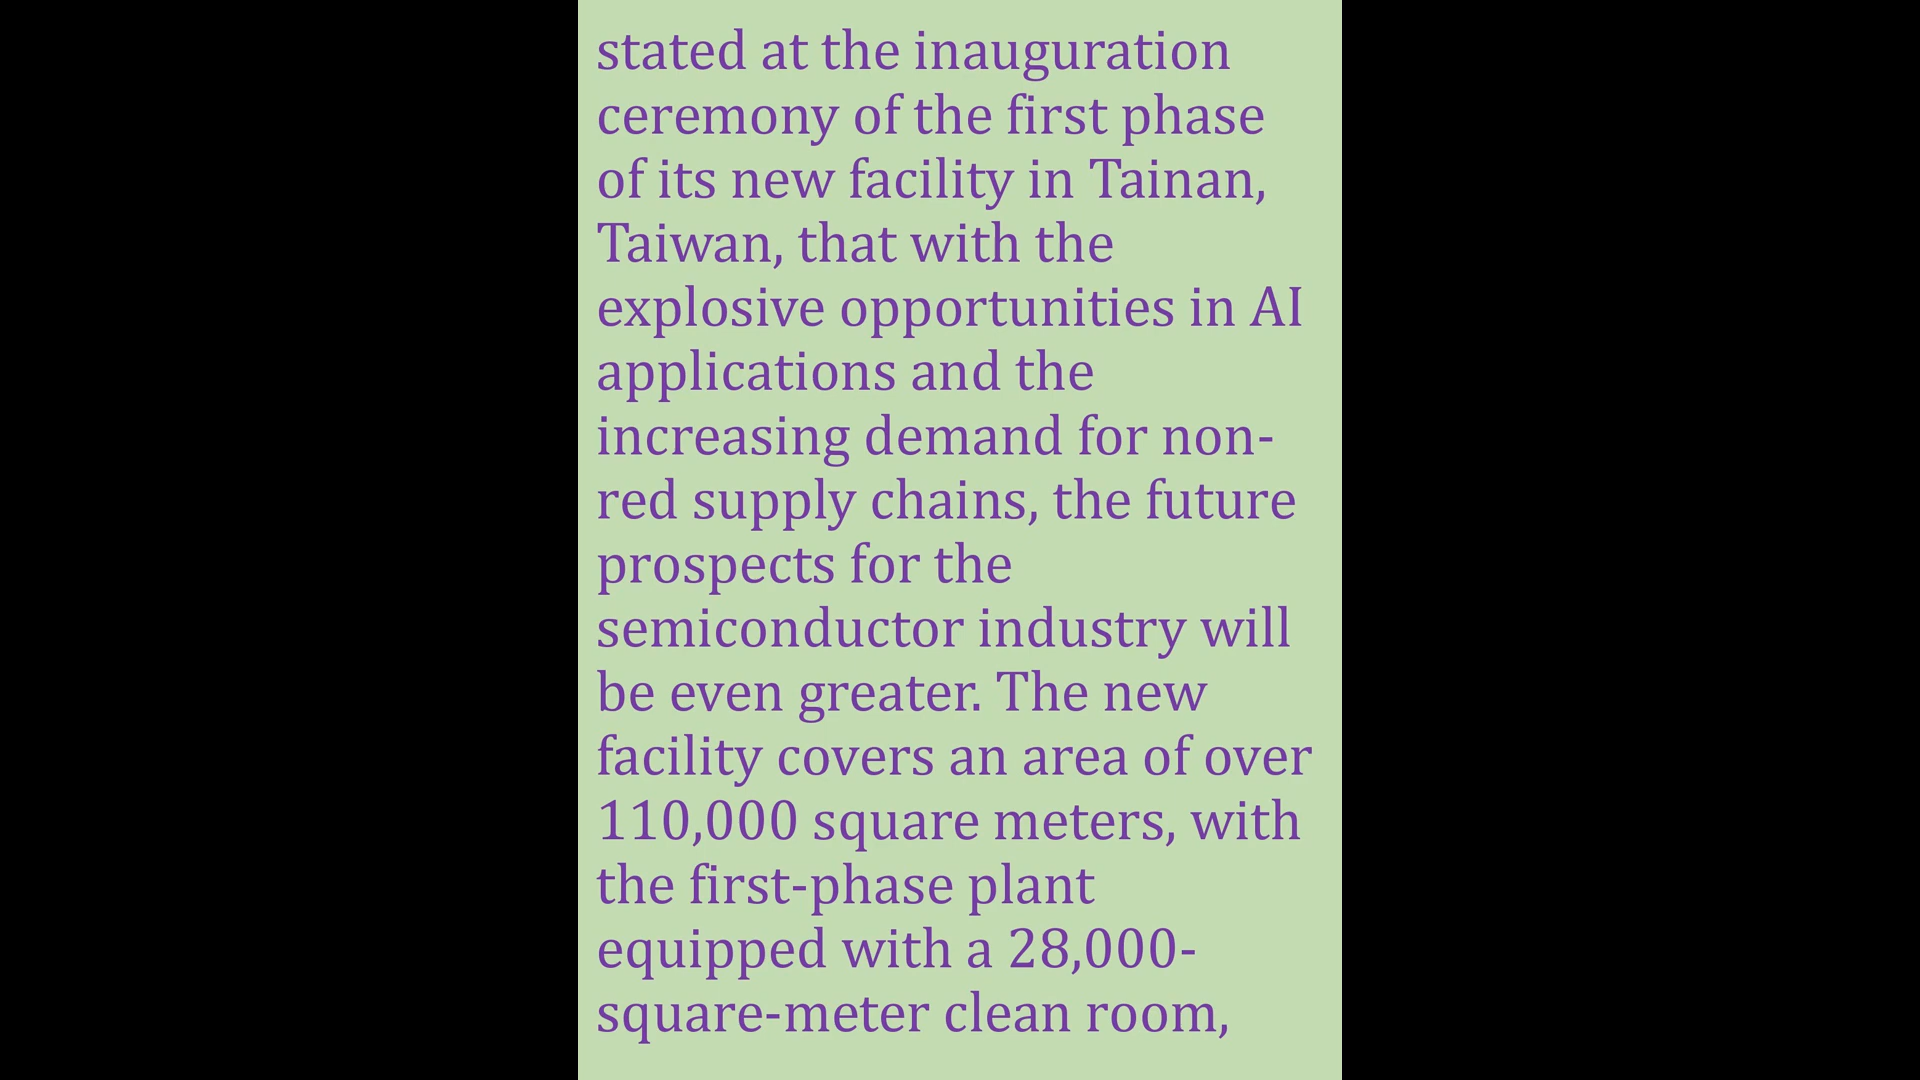 stated at the inauguration
ceremony of the first phase
of its new facility in Tainan,
Taiwan, that with the
explosive opportunities in AI
applications and the
increasing demand for non-
red supply chains, the future
prospects for the
semiconductor industry will
be even greater. The new
facility covers an area of over
110,000 square meters, with
the first-phase plant
equipped with a 28,000-
square-meter clean room,